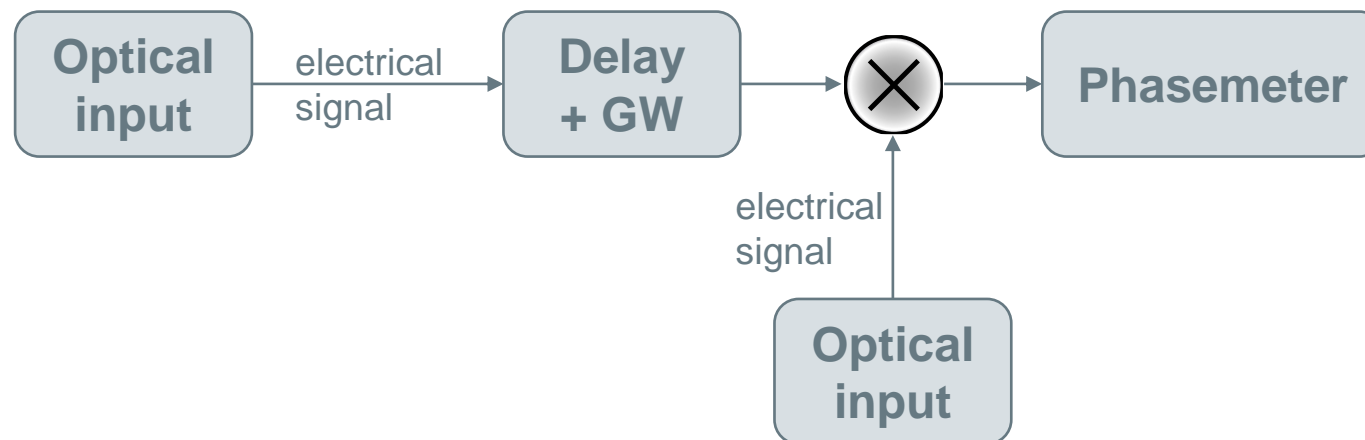 Optical
input
electrical
signal
Delay
+ GW
Phasemeter
electrical
signal
Optical
input